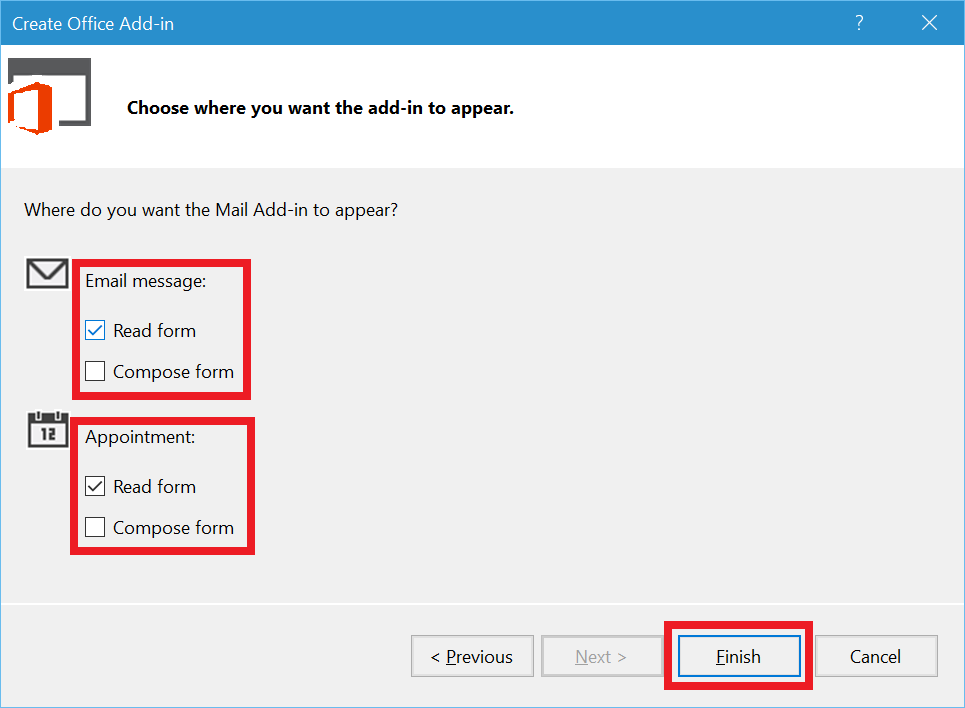 Create Office Add-in
?
Choose where you want the add-in to appear.
Where do you want the Mail Add-in to appear?
Email message:
Read form
Compose form
12
Appointment:
Read form
Compose form
< Previous
Next >
Finish
Cancel